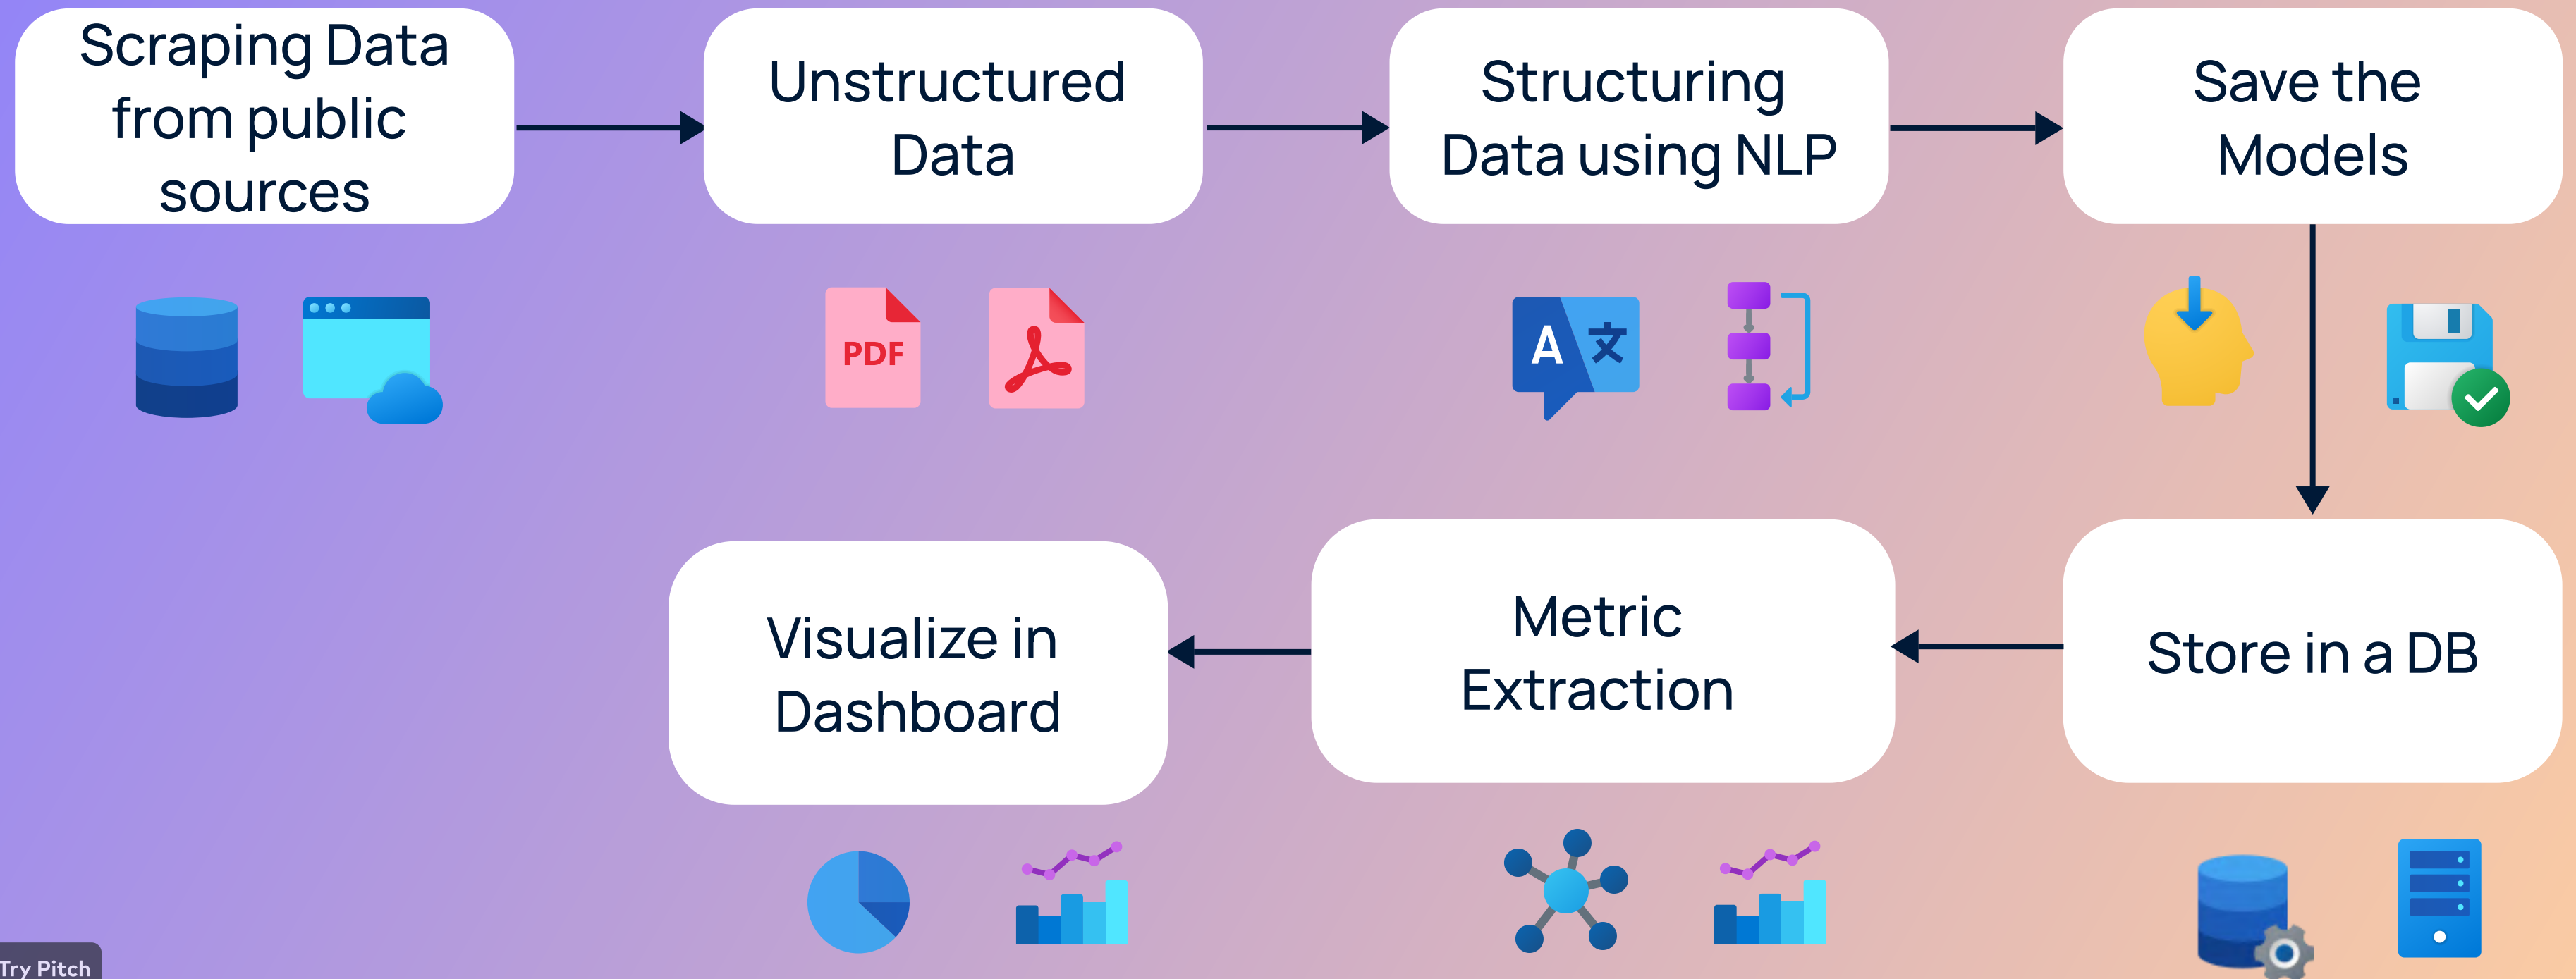 Scraping Data
from public
sources
Unstructured
Data
Structuring
Data using NLP
Save the
Models
PDF
A 文
Visualize in
Dashboard
Metric
Extraction
Store in a DB
Try Pitch